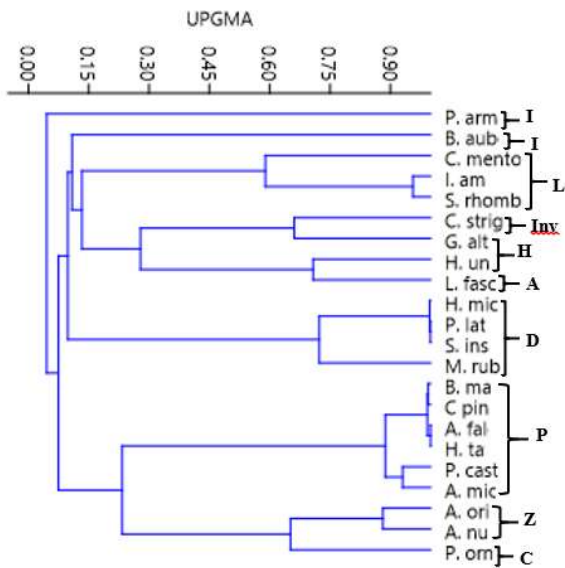 UPGMA
0.00 0.15 0.30 0.45 0.60 0.75 0.90
P. arm I
B. aub I
C. mento
I. am L
S. rhomb
C. strig Inv
G. alt H
H. un
L. fasc A
H. mic
P. lat
S. ins D
M. rub
B. ma
C pin
A. fal
H. ta P
P. cast
A. mic
A. ori Z
A. nu
P. orn C